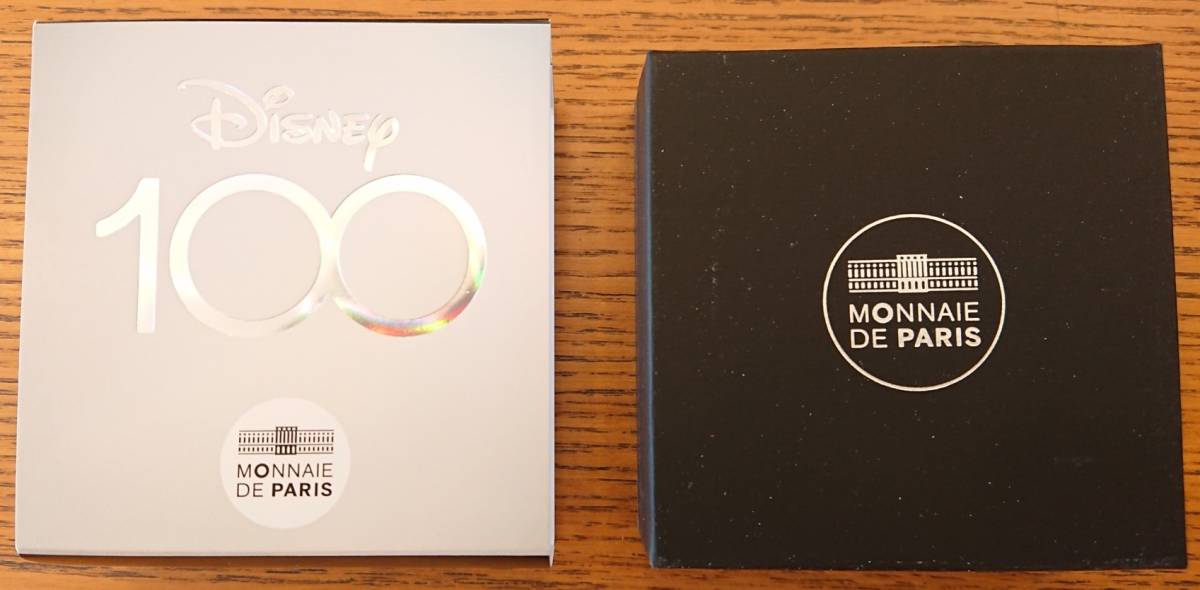 Disney
100
MONNAIE
DE PARIS
MONNAIE
DE PARIS